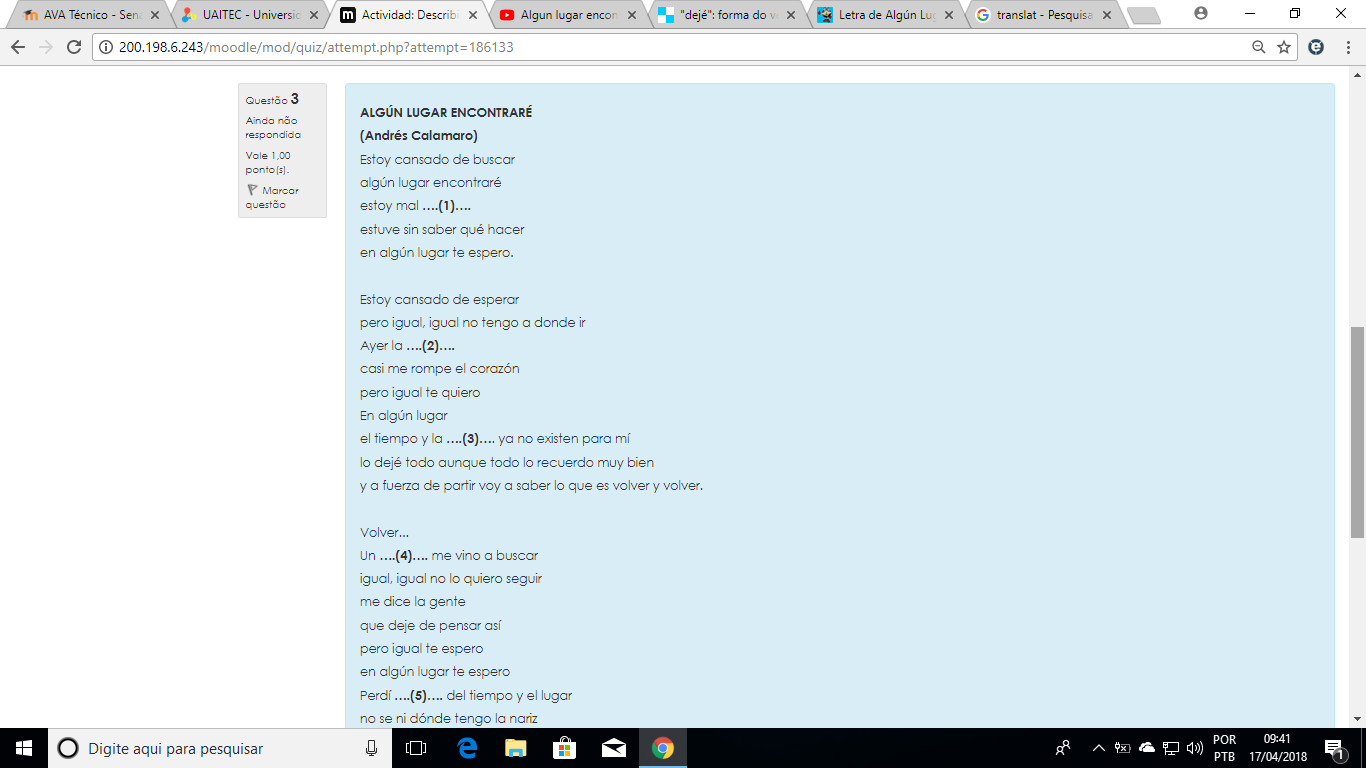 AVA Técnico - Sena
UAITEC - Universid
Actividad: Describi
Algun lugar encon
"dejé": forma do ve
Letra de Algún Lug
translat - Pesquisa
200.198.6.243/moodle/mod/quiz/attempt.php?attempt=186133
Questão 3
Ainda não
respondida
Vale 1,00
ponto(s).
Marcar
questão
ALGÚN LUGAR ENCONTRARÉ
(Andrés Calamaro)
Estoy cansado de buscar
algún lugar encontraré
estoy mal ....(1)....
estuve sin saber qué hacer
en algún lugar te espero.
Estoy cansado de esperar
pero igual, igual no tengo a donde ir
Ayer la ....(2)....
casi me rompe el corazón
pero igual te quiero
En algún lugar
el tiempo y la ....(3).... ya no existen para mí
lo dejé todo aunque todo lo recuerdo muy bien
y a fuerza de partir voy a saber lo que es volver y volver.
Volver...
Un ....(4).... me vino a buscar
igual, igual no lo quiero seguir
me dice la gente
que deje de pensar así
pero igual te espero
en algún lugar te espero
Perdí ....(5).... del tiempo y el lugar
no se ni dónde tengo la nariz
Digite aqui para pesquisar
POR
PTB
09:41
17/04/2018
1